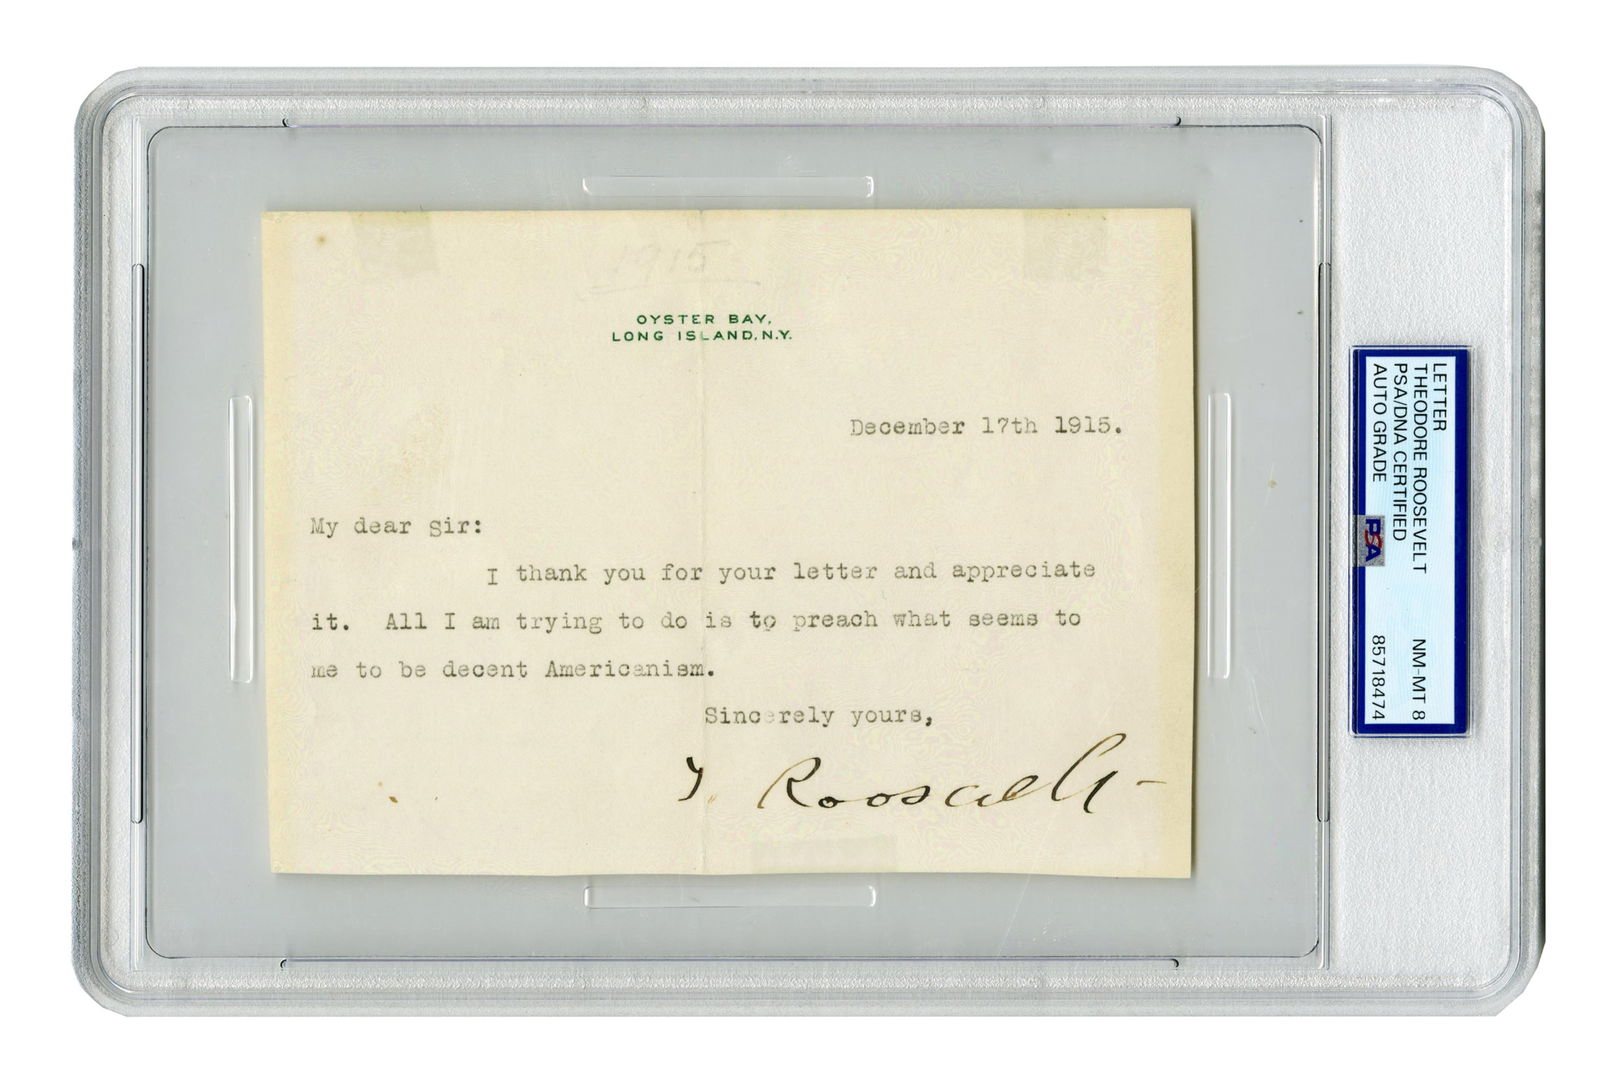 1915
OYSTER BAY,
LONG ISLAND, N.Y.
December 17th 1915.
My dear Sir:
I thank you for your letter and appreciate
it. All I am trying to do is to preach what seems to
me to be decent Americanism.
Sincerely yours,
T. Roosevelt
LETTER
THEODORE ROOSEVELT NM-MT 8
PSA/DNA CERTIFIED
AUTO GRADE 85718474
PSA